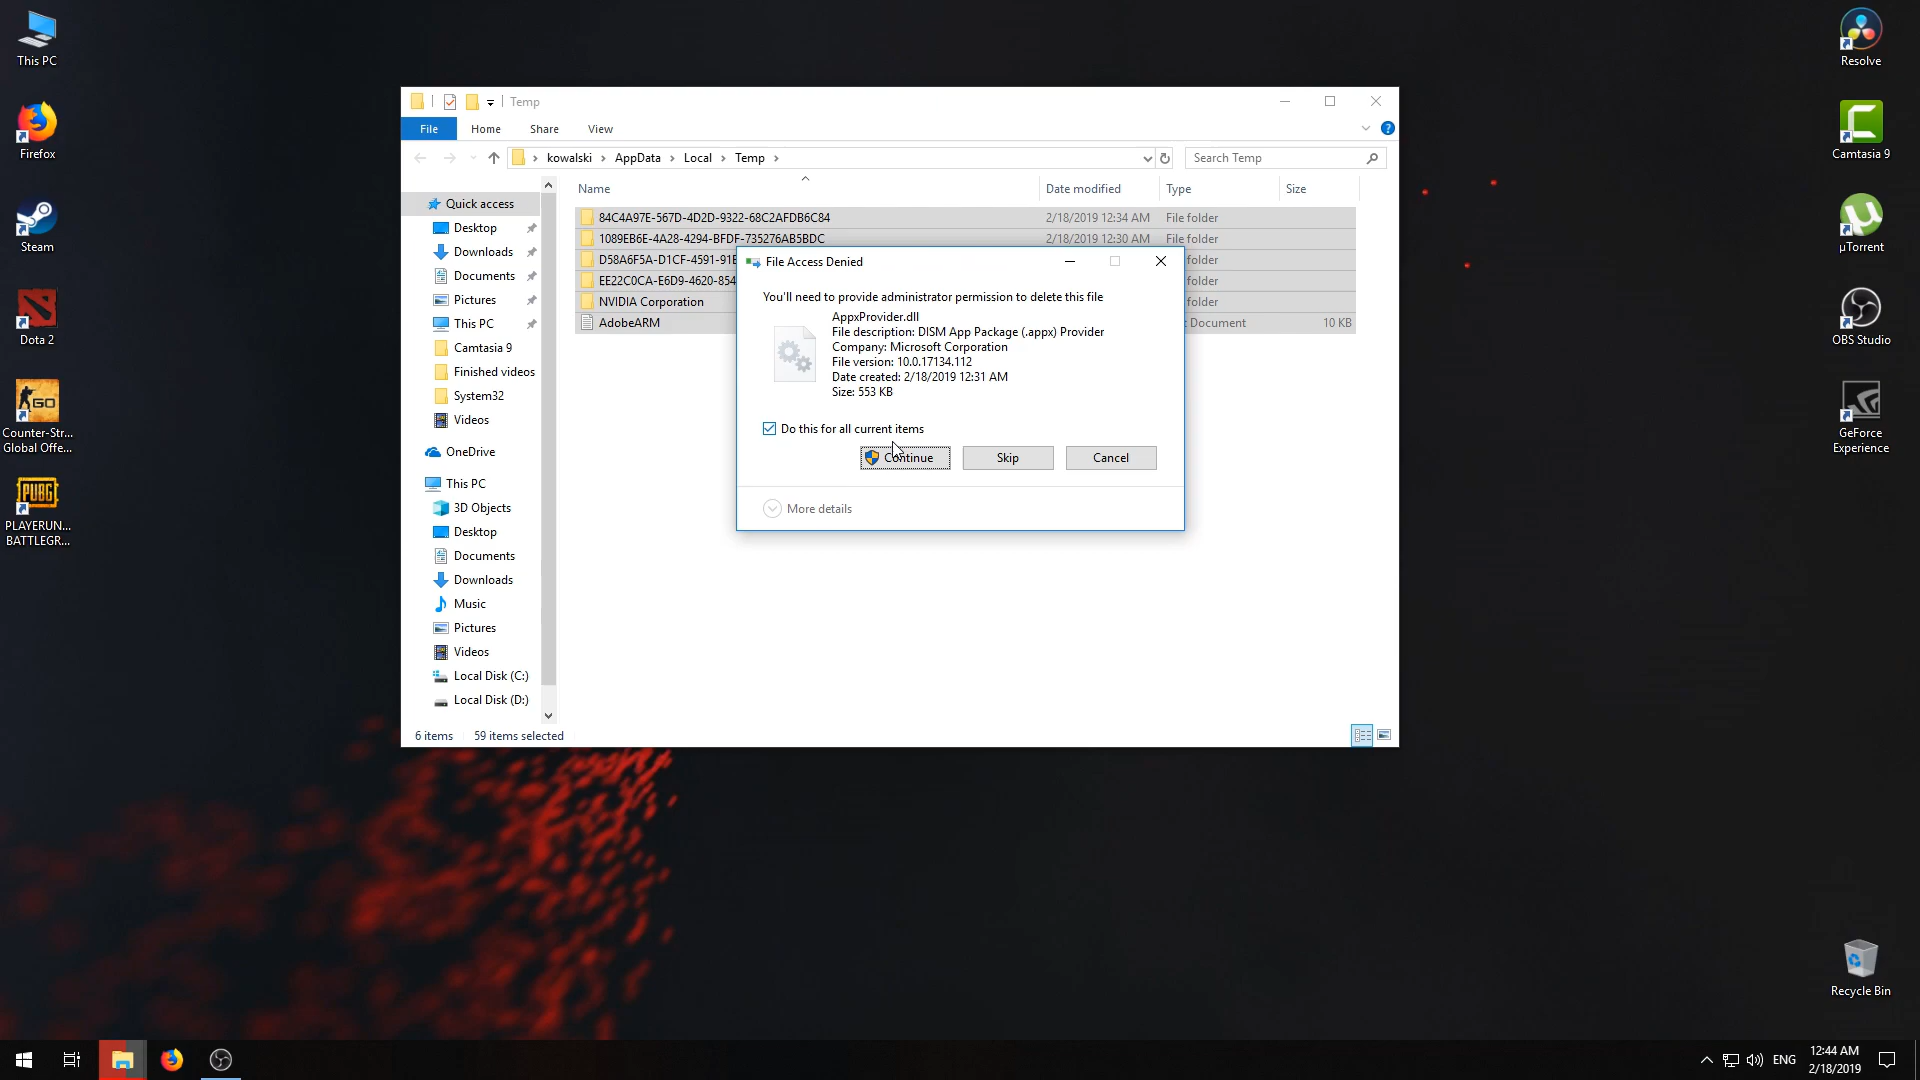 This PC
Firefox
Steam
Dota 2
Counter-Str...
Global Offe...
PLAYERUN...
BATTLEGR...
Resolve
Camtasia 9
µTorrent
OBS Studio
GeForce
Experience
Recycle Bin
Temp
File
Home
Share
View
kowalski
AppData
Local
Temp
Search Temp
Name
Date modified
Type
Size
84C4A97E-567D-4D2D-9322-68C2AFDB6C84
2/18/2019 12:34 AM
File folder
1089EB6E-4A28-4294-BFDF-735276AB5BDC
2/18/2019 12:30 AM
File folder
D58A6F5A-D1CF-4591-91
folder
EE22C0CA-E6D9-4620-854
folder
NVIDIA Corporation
folder
AdobeARM
Document
10 KB
Quick access
Desktop
Downloads
Documents
Pictures
This PC
Camtasia 9
Finished videos
System32
Videos
OneDrive
This PC
3D Objects
Desktop
Documents
Downloads
Music
Pictures
Videos
Local Disk (C:)
Local Disk (D:)
6 items
59 items selected
File Access Denied
You'll need to provide administrator permission to delete this file
AppxProvider.dll
File description: DISM App Package (.appx) Provider
Company: Microsoft Corporation
File version: 10.0.17134.112
Date created: 2/18/2019 12:31 AM
Size: 553 KB
Do this for all current items
Continue
Skip
Cancel
More details
ENG
12:44 AM
2/18/2019